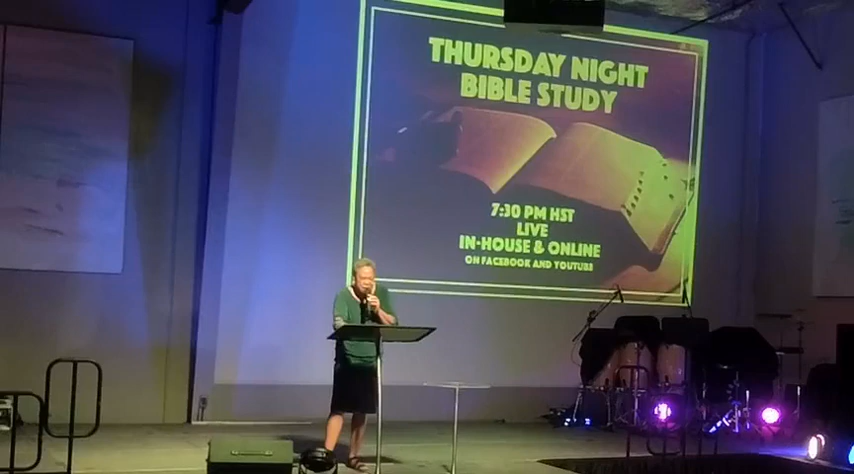 THURSDAY NIGHT
BIBLE STUDY
7:30 PM HST
LIVE
IN-HOUSE & ONLINE
ON FACEBOOK AND YOUTUBE